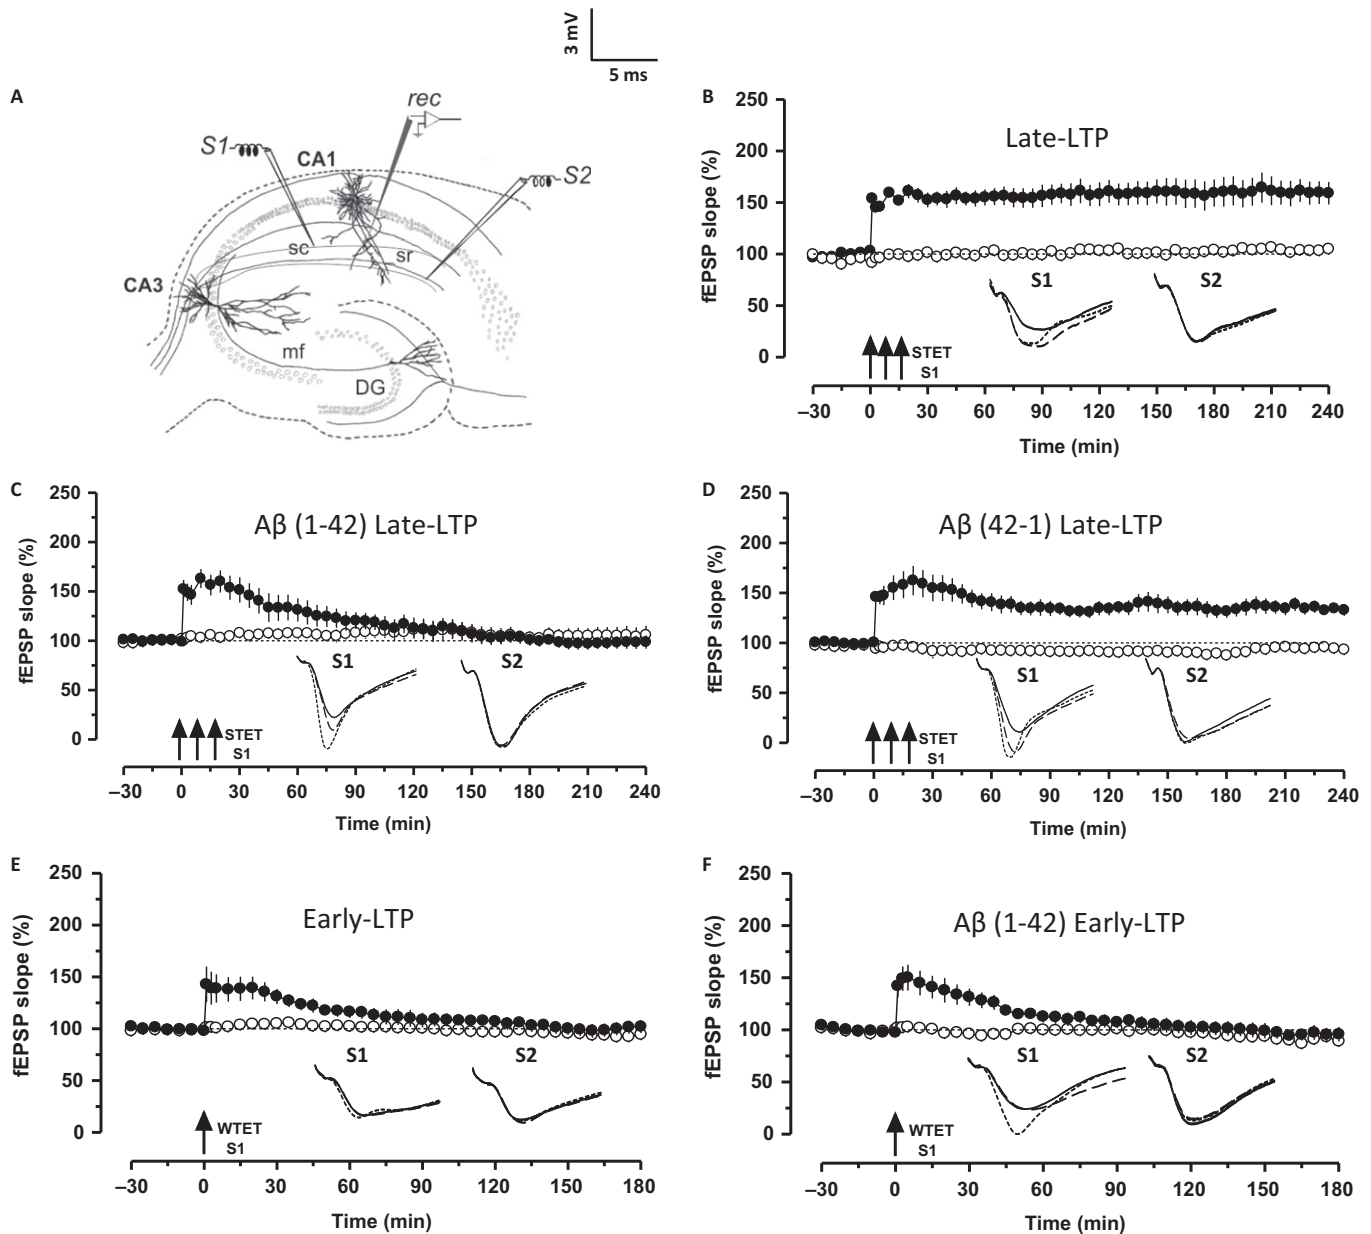 3 mV
5 ms
A
rec
S1
CA1
S2
sc
sr
CA3
mf
DG
B
Late-LTP
fEPSP slope (%)
250
200
150
100
50
0
S1
S2
STET
S1
–30 0 30 60 90 120 150 180 210 240
Time (min)
C
Aβ (1-42) Late-LTP
fEPSP slope (%)
250
200
150
100
50
0
S1
S2
STET
S1
–30 0 30 60 90 120 150 180 210 240
Time (min)
D
Aβ (42-1) Late-LTP
fEPSP slope (%)
250
200
150
100
50
0
S1
S2
STET
S1
–30 0 30 60 90 120 150 180 210 240
Time (min)
E
Early-LTP
fEPSP slope (%)
250
200
150
100
50
0
S1
S2
WTET
S1
–30 0 30 60 90 120 150 180
Time (min)
F
Aβ (1-42) Early-LTP
fEPSP slope (%)
250
200
150
100
50
0
S1
S2
WTET
S1
–30 0 30 60 90 120 150 180
Time (min)